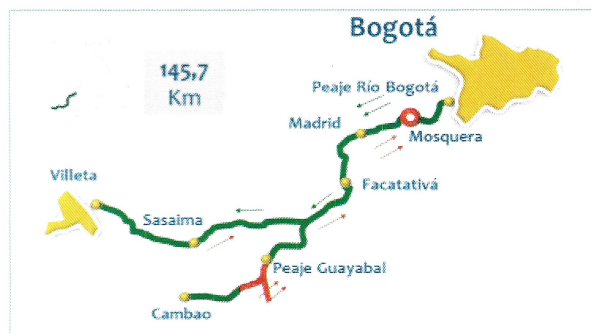 Bogotá
145,7
Km
Peaje Río Bogotá
Madrid
Mosquera
Villeta
Facatativá
Sasaima
Peaje Guayabal
Cambao